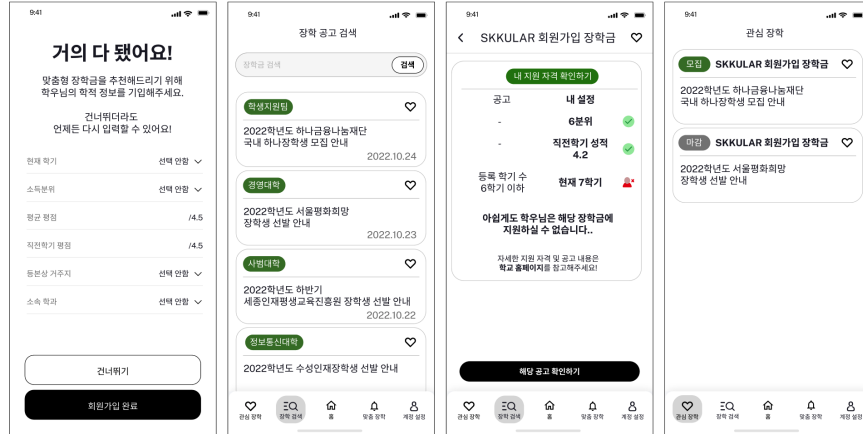 9:41
거의 다 됐어요!
맞춤형 장학금을 추천해드리기 위해
학우님의 학적 정보를 기입해주세요.
건너뛰더라도
언제든 다시 입력할 수 있어요!
현재 학기 선택 안함
소득분위 선택 안함
평균 평점 /4.5
직전학기 평점 /4.5
등본상 거주지 선택 안함
소속 학과 선택 안함
건너뛰기
회원가입 완료
9:41
장학 공고 검색
장학금 검색 검색
학생지원팀
2022학년도 하나금융나눔재단
국내 하나장학생 모집 안내
2022.10.24
경영대학
2022학년도 서울평화희망
장학생 선발 안내
2022.10.23
사범대학
2022학년도 하반기
세종인재평생교육진흥원 장학생 선발 안내
2022.10.22
정보통신대학
2022학년도 수성인재장학생 선발 안내
관심 장학 장학 검색 홈 맞춤 장학 계정 설정
9:41
SKKULAR 회원가입 장학금
내 지원 자격 확인하기
공고 내 설정
- 6분위
- 직전학기 성적
4.2
등록 학기 수
6학기 이하 현재 7학기
아쉽게도 학우님은 해당 장학금에
지원하실 수 없습니다..
자세한 지원 자격 및 공고 내용은
학교 홈페이지를 참고해주세요!
해당 공고 확인하기
관심 장학 장학 검색 홈 맞춤 장학 계정 설정
9:41
관심 장학
모집 SKKULAR 회원가입 장학금
2022학년도 하나금융나눔재단
국내 하나장학생 모집 안내
마감 SKKULAR 회원가입 장학금
2022학년도 서울평화희망
장학생 선발 안내
관심 장학 장학 검색 홈 맞춤 장학 계정 설정